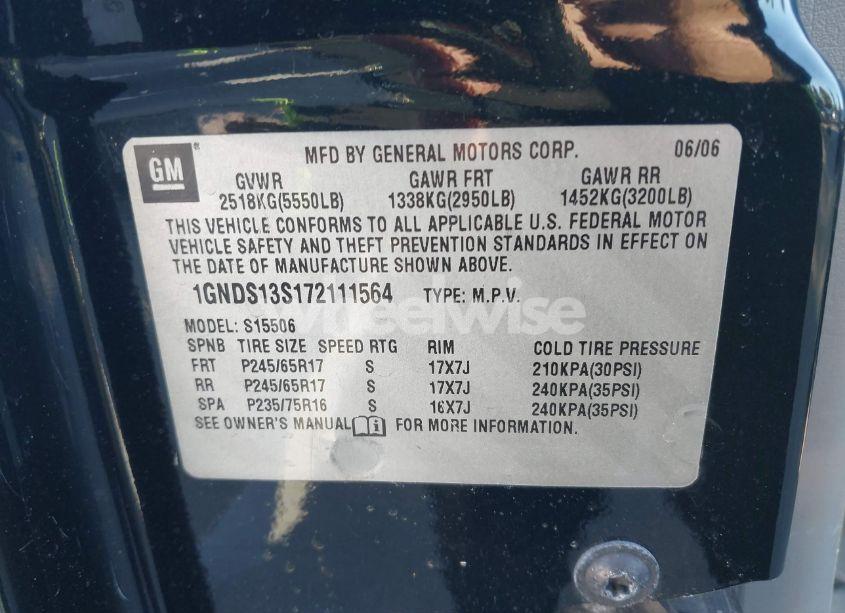 GM
MFD BY GENERAL MOTORS CORP. 06/06
GVWR GAWR FRT GAWR RR
2518KG(5550LB) 1338KG(2950LB) 1452KG(3200LB)
THIS VEHICLE CONFORMS TO ALL APPLICABLE U.S. FEDERAL MOTOR
VEHICLE SAFETY AND THEFT PREVENTION STANDARDS IN EFFECT ON
THE DATE OF MANUFACTURE SHOWN ABOVE.
1GNDS13S172111564 TYPE: M.P.V.
wheelwise
MODEL: S15506
SPNB TIRE SIZE SPEED RTG RIM COLD TIRE PRESSURE
FRT P245/65R17 S 17X7J 210KPA(30PSI)
RR P245/65R17 S 17X7J 240KPA(35PSI)
SPA P235/75R16 S 16X7J 240KPA(35PSI)
SEE OWNER'S MANUAL FOR MORE INFORMATION.